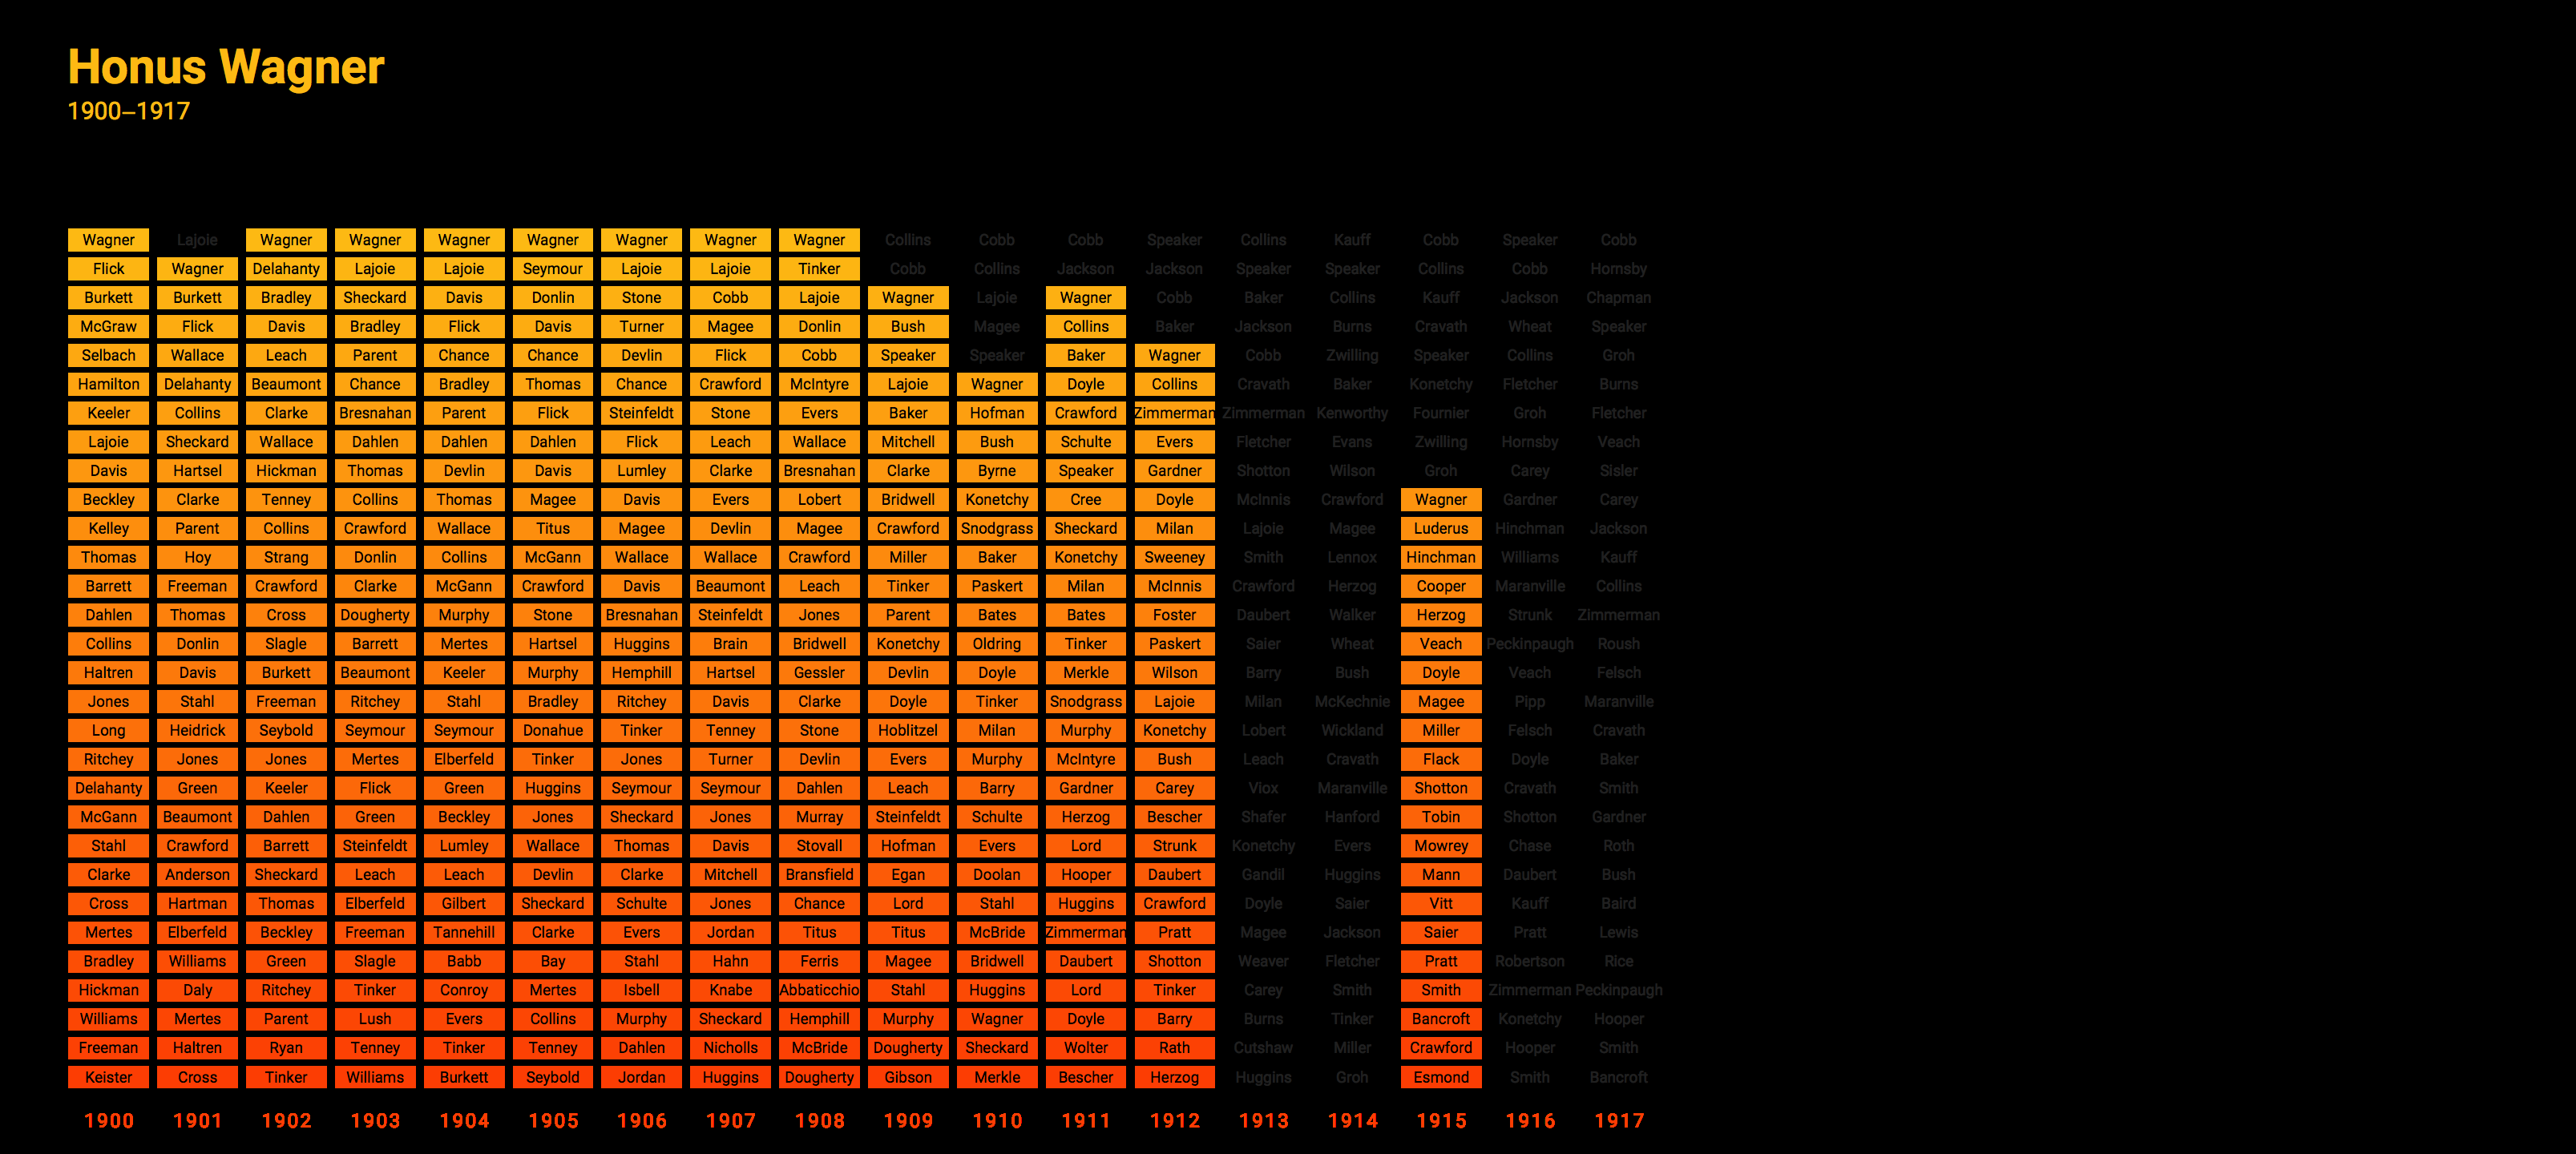 Honus Wagner
1900–1917
Wagner Lajoie Wagner Wagner Wagner Wagner Wagner Wagner Wagner Collins Cobb Cobb Speaker Collins Kauff Cobb Speaker Cobb
Flick Wagner Delahanty Lajoie Lajoie Seymour Lajoie Lajoie Tinker Cobb Collins Jackson Jackson Speaker Speaker Collins Cobb Hornsby
Burkett Burkett Bradley Sheckard Davis Donlin Stone Cobb Lajoie Wagner Lajoie Wagner Cobb Baker Collins Kauff Jackson Chapman
McGraw Flick Davis Bradley Flick Davis Turner Magee Donlin Bush Magee Collins Baker Jackson Burns Cravath Wheat Speaker
Selbach Wallace Leach Parent Chance Chance Devlin Flick Cobb Speaker Speaker Baker Wagner Cobb Zwilling Speaker Collins Groh
Hamilton Delahanty Beaumont Chance Bradley Thomas Chance Crawford McIntyre Lajoie Wagner Doyle Collins Cravath Baker Konetchy Fletcher Burns
Keeler Collins Clarke Bresnahan Parent Flick Steinfeldt Stone Evers Baker Hofman Crawford Zimmerman Zimmerman Kenworthy Fournier Groh Fletcher
Lajoie Sheckard Wallace Dahlen Dahlen Dahlen Flick Leach Wallace Mitchell Bush Schulte Evers Fletcher Evans Zwilling Hornsby Veach
Davis Hartsel Hickman Thomas Devlin Davis Lumley Clarke Bresnahan Clarke Byrne Speaker Gardner Shotton Wilson Groh Carey Sisler
Beckley Clarke Tenney Collins Thomas Magee Davis Evers Lobert Bridwell Konetchy Cree Doyle McInnis Crawford Wagner Gardner Carey
Kelley Parent Collins Crawford Wallace Titus Magee Devlin Magee Crawford Snodgrass Sheckard Milan Lajoie Magee Luderus Hinchman Jackson
Thomas Hoy Strang Donlin Collins McGann Wallace Wallace Crawford Miller Baker Konetchy Sweeney Smith Lennox Hinchman Williams Kauff
Barrett Freeman Crawford Clarke McGann Crawford Davis Beaumont Leach Tinker Paskert Milan McInnis Crawford Herzog Cooper Maranville Collins
Dahlen Thomas Cross Dougherty Murphy Stone Bresnahan Steinfeldt Jones Parent Bates Bates Foster Daubert Walker Herzog Strunk Zimmerman
Collins Donlin Slagle Barrett Mertes Hartsel Huggins Brain Bridwell Konetchy Oldring Tinker Paskert Saier Wheat Veach Peckinpaugh Roush
Haltren Davis Burkett Beaumont Keeler Murphy Hemphill Hartsel Gessler Devlin Doyle Merkle Wilson Barry Bush Doyle Veach Felsch
Jones Stahl Freeman Ritchey Stahl Bradley Ritchey Davis Clarke Doyle Tinker Snodgrass Lajoie Milan McKechnie Magee Pipp Maranville
Long Heidrick Seybold Seymour Seymour Donahue Tinker Tenney Stone Hoblitzel Milan Murphy Konetchy Lobert Wickland Miller Felsch Cravath
Ritchey Jones Jones Mertes Elberfeld Tinker Jones Turner Devlin Evers Murphy McIntyre Bush Leach Cravath Flack Doyle Baker
Delahanty Green Keeler Flick Green Huggins Seymour Seymour Dahlen Leach Barry Gardner Carey Viox Maranville Shotton Cravath Smith
McGann Beaumont Dahlen Green Beckley Jones Sheckard Jones Murray Steinfeldt Schulte Herzog Bescher Shafer Hanford Tobin Shotton Gardner
Stahl Crawford Barrett Steinfeldt Lumley Wallace Thomas Davis Stovall Hofman Evers Lord Strunk Konetchy Evers Mowrey Chase Roth
Clarke Anderson Sheckard Leach Leach Devlin Clarke Mitchell Bransfield Egan Doolan Hooper Daubert Gandil Huggins Mann Daubert Bush
Cross Hartman Thomas Elberfeld Gilbert Sheckard Schulte Jones Chance Lord Stahl Huggins Crawford Doyle Saier Vitt Kauff Baird
Mertes Elberfeld Beckley Freeman Tannehill Clarke Evers Jordan Titus Titus McBride Zimmerman Pratt Magee Jackson Saier Pratt Lewis
Bradley Williams Green Slagle Babb Bay Stahl Hahn Ferris Magee Bridwell Daubert Shotton Weaver Fletcher Pratt Robertson Rice
Hickman Daly Ritchey Tinker Conroy Mertes Isbell Knabe Abbaticchio Stahl Huggins Lord Tinker Carey Smith Smith Zimmerman Peckinpaugh
Williams Mertes Parent Lush Evers Collins Murphy Sheckard Hemphill Murphy Wagner Doyle Barry Burns Tinker Bancroft Konetchy Hooper
Freeman Haltren Ryan Tenney Tinker Tenney Dahlen Nicholls McBride Dougherty Sheckard Wolter Rath Cutshaw Miller Crawford Hooper Smith
Keister Cross Tinker Williams Burkett Seybold Jordan Huggins Dougherty Gibson Merkle Bescher Herzog Huggins Groh Esmond Smith Bancroft
1900 1901 1902 1903 1904 1905 1906 1907 1908 1909 1910 1911 1912 1913 1914 1915 1916 1917